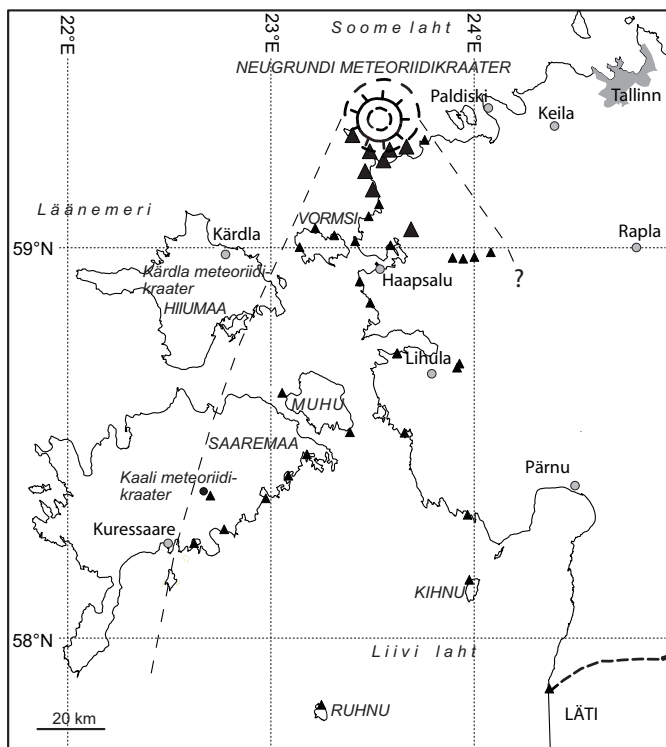 22°E
23°E
24°E
Soome laht
NEUGRUNDI METEORIIDIKRAATER
Paldiski
Keila
Tallinn
Läänemeri
VORMSI
59°N
Kärdla
Rapla
Kärdla meteoriidi-
kraater
Haapsalu
?
HIIUMAA
Lihula
MUHU
SAAREMAA
Kaali meteoriidi-
kraater
Pärnu
Kuressaare
KIHNU
58°N
Liivi laht
20 km
RUHNU
LÄTI